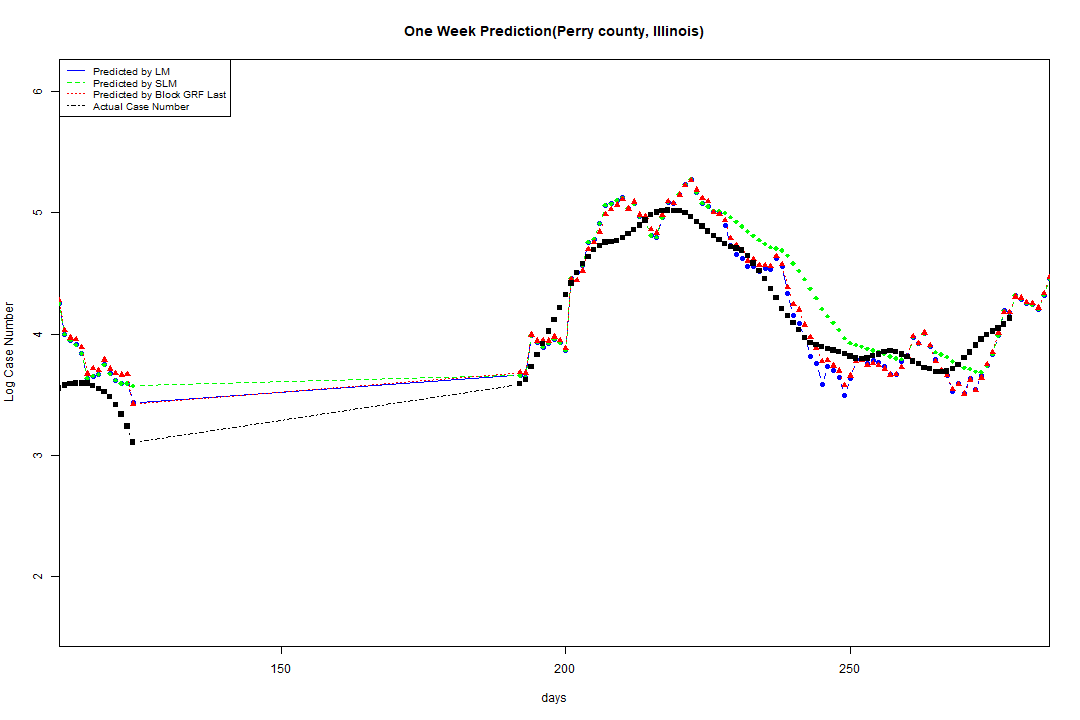 One Week Prediction(Perry county, Illinois)
Predicted by LM
Predicted by SLM
Predicted by Block GRF Last
Actual Case Number
6
5
4
3
2
Log Case Number
150
200
250
days